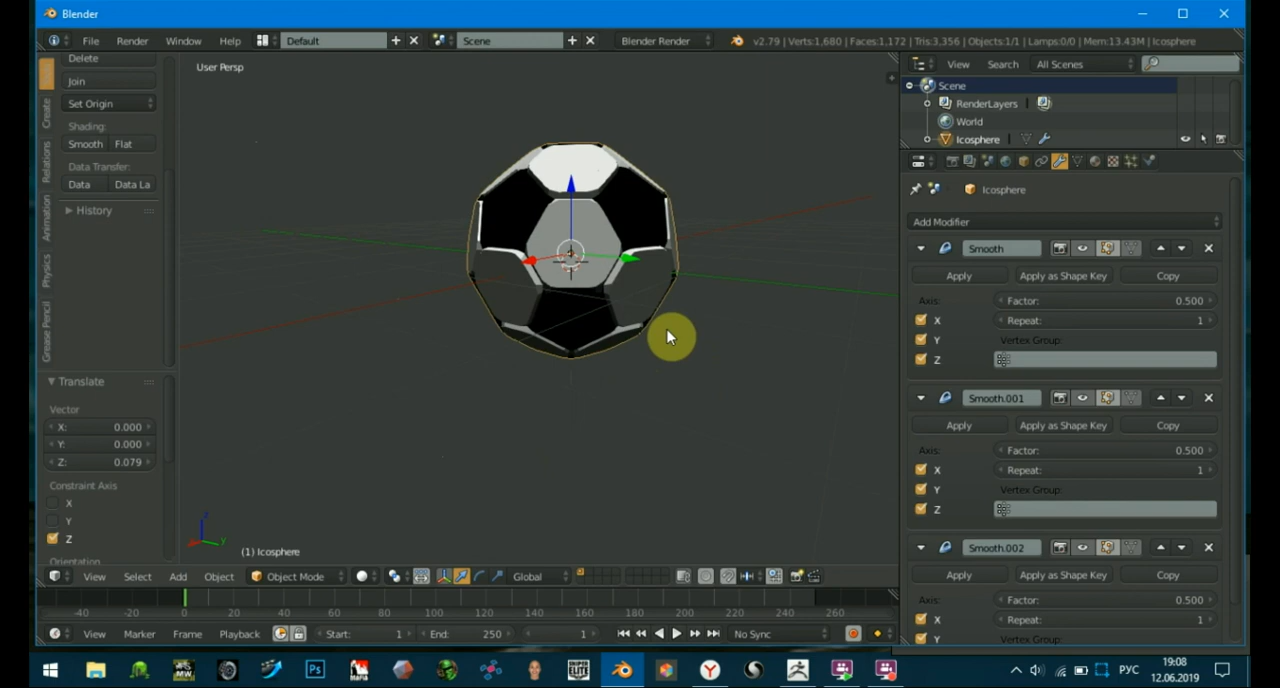 Blender
File Render Window Help Default Scene Blender Render v2.79 | Verts:1,680 | Faces:1,172 | Tris:3,356 | Objects:1/1 | Lamps:0/0 | Mem:13.43M | Icosphere
Delete
Join
Set Origin
Shading:
Smooth Flat
Data Transfer:
Data Data La
History
Create
Relations
Animation
Physics
Grease Pencil
Translate
Vector
X: 0.000
Y: 0.000
Z: 0.079
Constraint Axis
X
Y
Z
Orientation
User Persp
(1) Icosphere
View Select Add Object Object Mode Global
-40 -20 0 20 40 60 80 100 120 140 160 180 200 220 240 260
View Marker Frame Playback Start: 1 End: 250 1 No Sync
View Search All Scenes
Scene
RenderLayers
World
Icosphere
Icosphere
Add Modifier
Smooth
Apply Apply as Shape Key Copy
Axis: Factor: 0.500
X Repeat: 1
Y Vertex Group:
Z
Smooth.001
Apply Apply as Shape Key Copy
Axis: Factor: 0.500
X Repeat: 1
Y Vertex Group:
Z
Smooth.002
Apply Apply as Shape Key Copy
Axis: Factor: 0.500
X Repeat: 1
Y Vertex Group:
Ps
MW
MAFIA
ELITE
РУС
19:08
12.06.2019